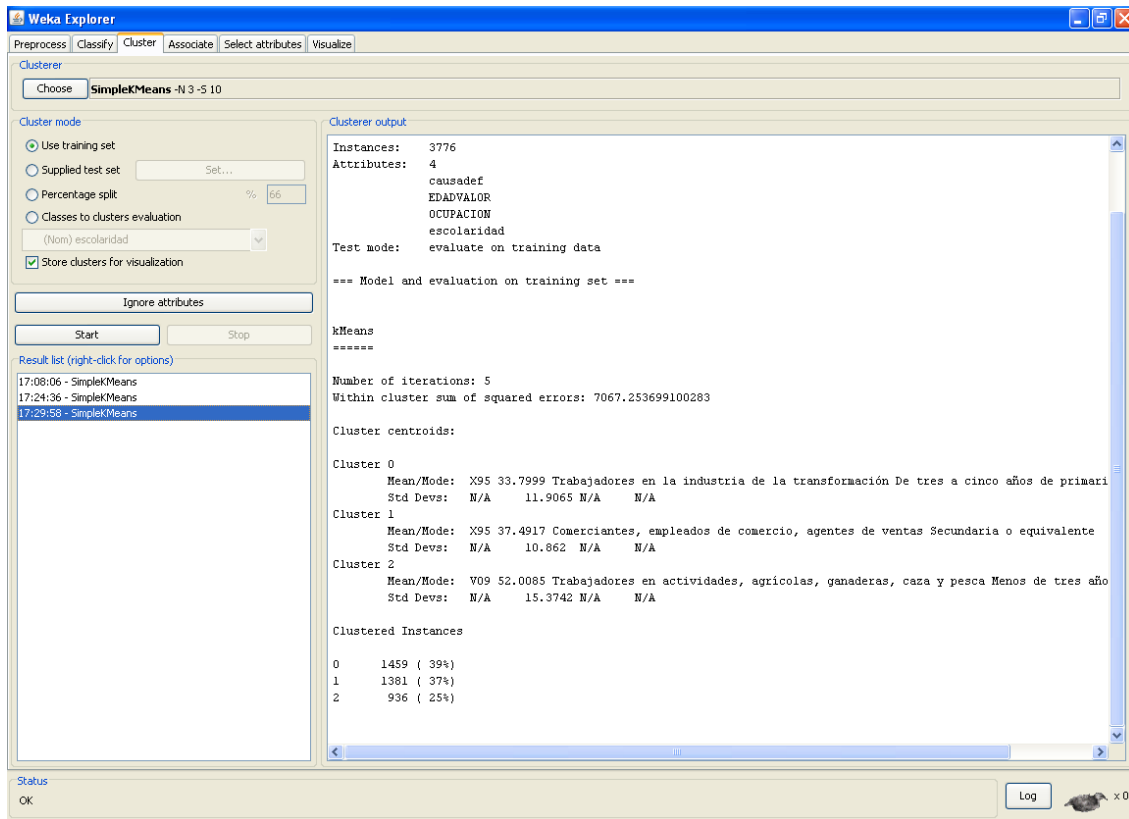 Weka Explorer
Preprocess Classify Cluster Associate Select attributes Visualize
Clusterer
Choose SimpleKMeans -N 3 -S 10
Cluster mode
Use training set
Supplied test set Set...
Percentage split % 66
Classes to clusters evaluation
(Nom) escolaridad
Store clusters for visualization
Ignore attributes
Start Stop
Result list (right-click for options)
17:08:06 - SimpleKMeans
17:24:36 - SimpleKMeans
17:29:58 - SimpleKMeans
Clusterer output
Instances: 3776
Attributes: 4
causadef
EDADVALOR
OCUPACION
escolaridad
Test mode: evaluate on training data
=== Model and evaluation on training set ===
kMeans
======
Number of iterations: 5
Within cluster sum of squared errors: 7067.253699100283
Cluster centroids:
Cluster 0
Mean/Mode: X95 33.7999 Trabajadores en la industria de la transformación De tres a cinco años de primari
Std Devs: N/A 11.9065 N/A N/A
Cluster 1
Mean/Mode: X95 37.4917 Comerciantes, empleados de comercio, agentes de ventas Secundaria o equivalente
Std Devs: N/A 10.862 N/A N/A
Cluster 2
Mean/Mode: V09 52.0085 Trabajadores en actividades, agrícolas, ganaderas, caza y pesca Menos de tres año
Std Devs: N/A 15.3742 N/A N/A
Clustered Instances
0 1459 ( 39%)
1 1381 ( 37%)
2 936 ( 25%)
Status
OK
Log x 0